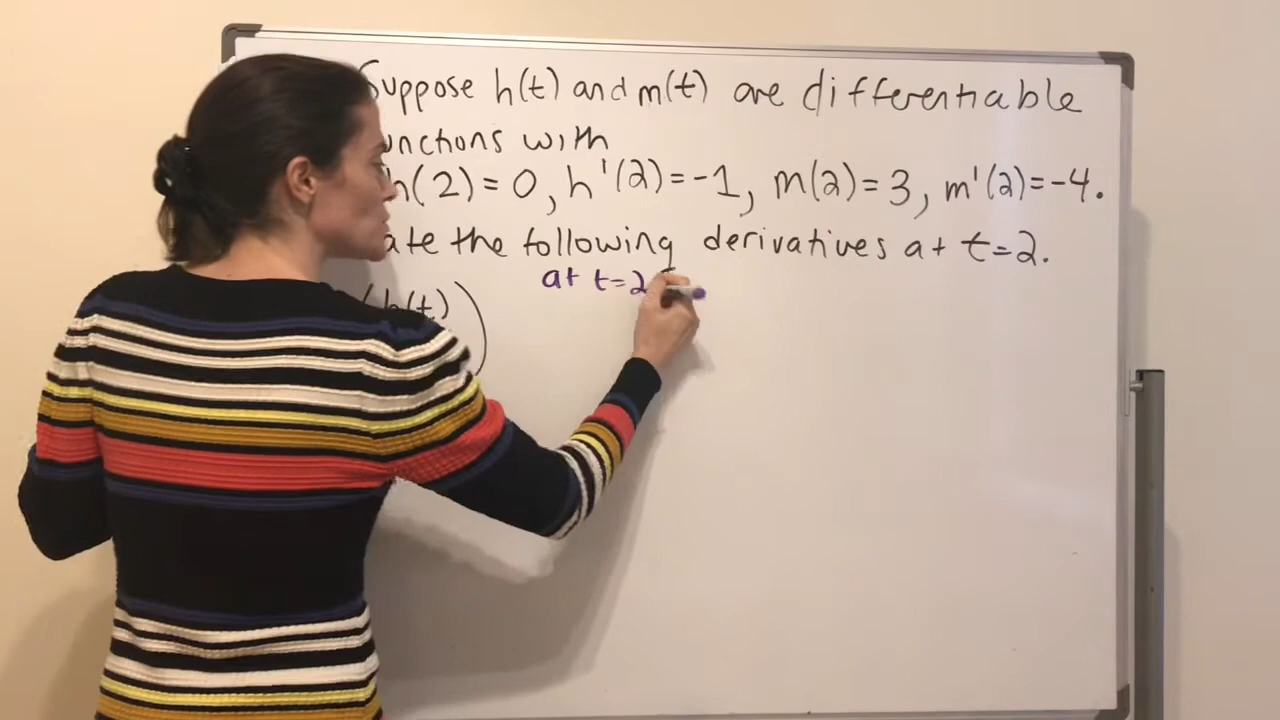 Suppose h(t) and m(t) are differentiable
unctions with
h(2) = 0, h'(2) = -1, m(2) = 3, m'(2) = -4.
ate the following derivatives at t=2.
at t=2
(h(t))